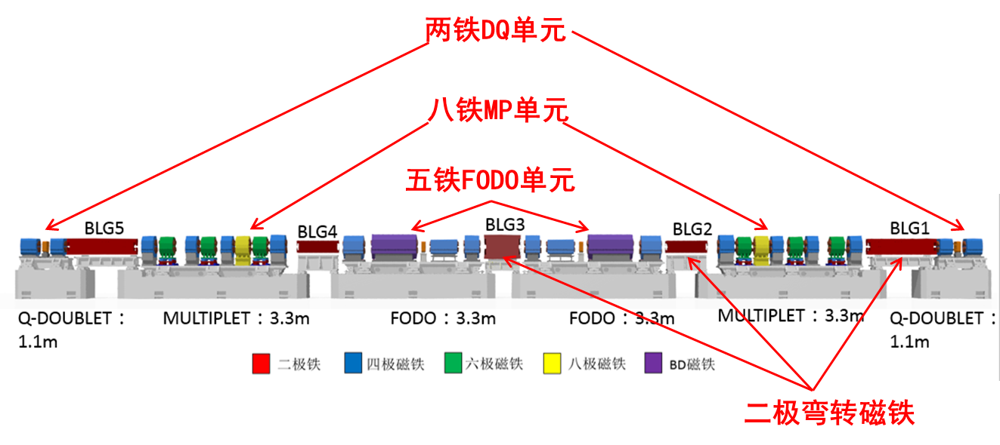 两铁DQ单元
八铁MP单元
五铁FODO单元
BLG5
BLG4
BLG3
BLG2
BLG1
Q-DOUBLET：
1.1m
MULTIPLET：3.3m
FODO：3.3m
FODO：3.3m
MULTIPLET：3.3m
Q-DOUBLET：
1.1m
二极铁
四极磁铁
六极磁铁
八极磁铁
BD磁铁
二极弯转磁铁